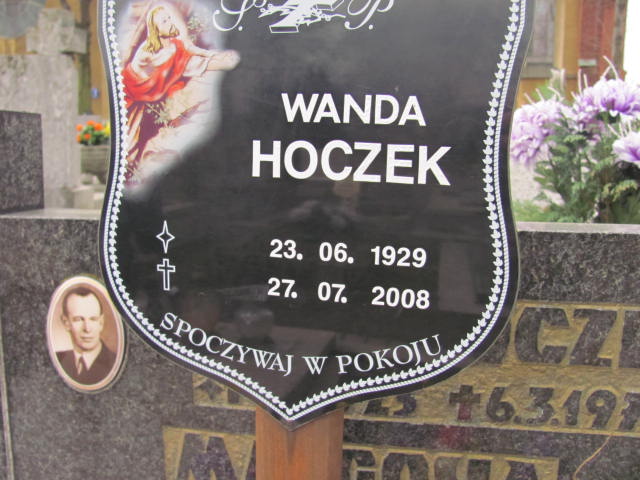 Ś. P.
WANDA
HOCZEK
23. 06. 1929
27. 07. 2008
SPOCZYWAJ W POKOJU